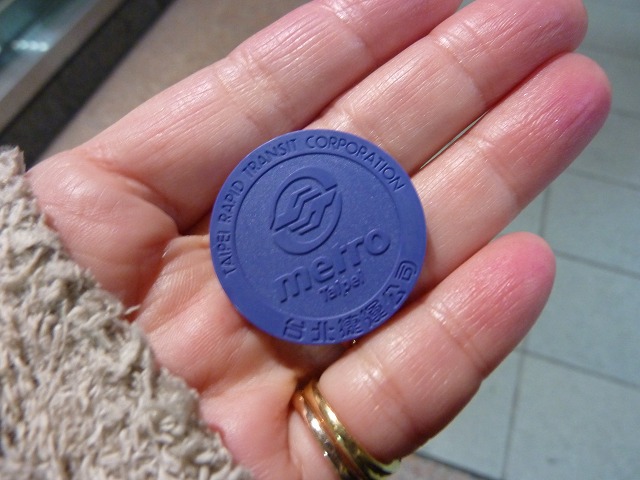 TAIPEI RAPID TRANSIT CORPORATION
metro
Taipei
台北捷運公司